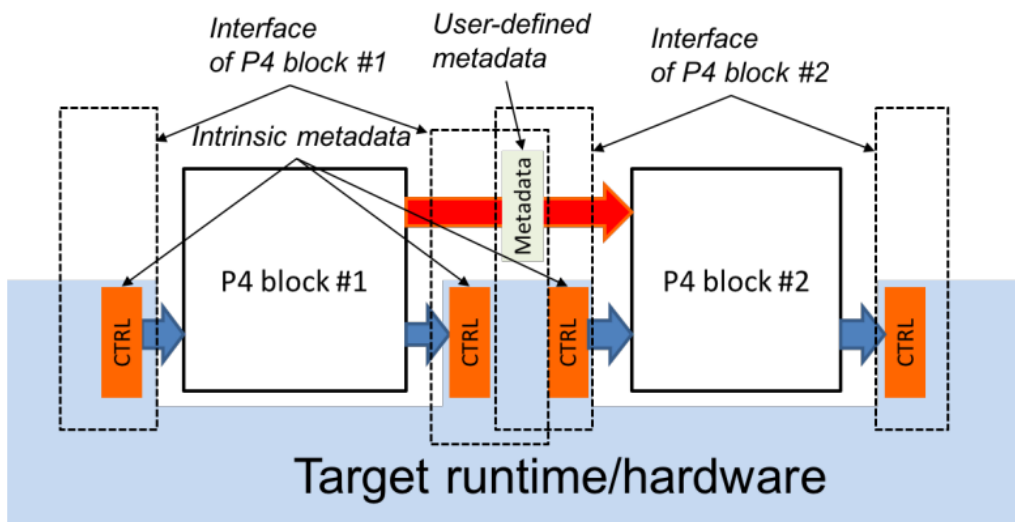 Interface
of P4 block #1
User-defined
metadata
Interface
of P4 block #2
Intrinsic metadata
Metadata
P4 block #1
P4 block #2
CTRL
CTRL
CTRL
CTRL
Target runtime/hardware